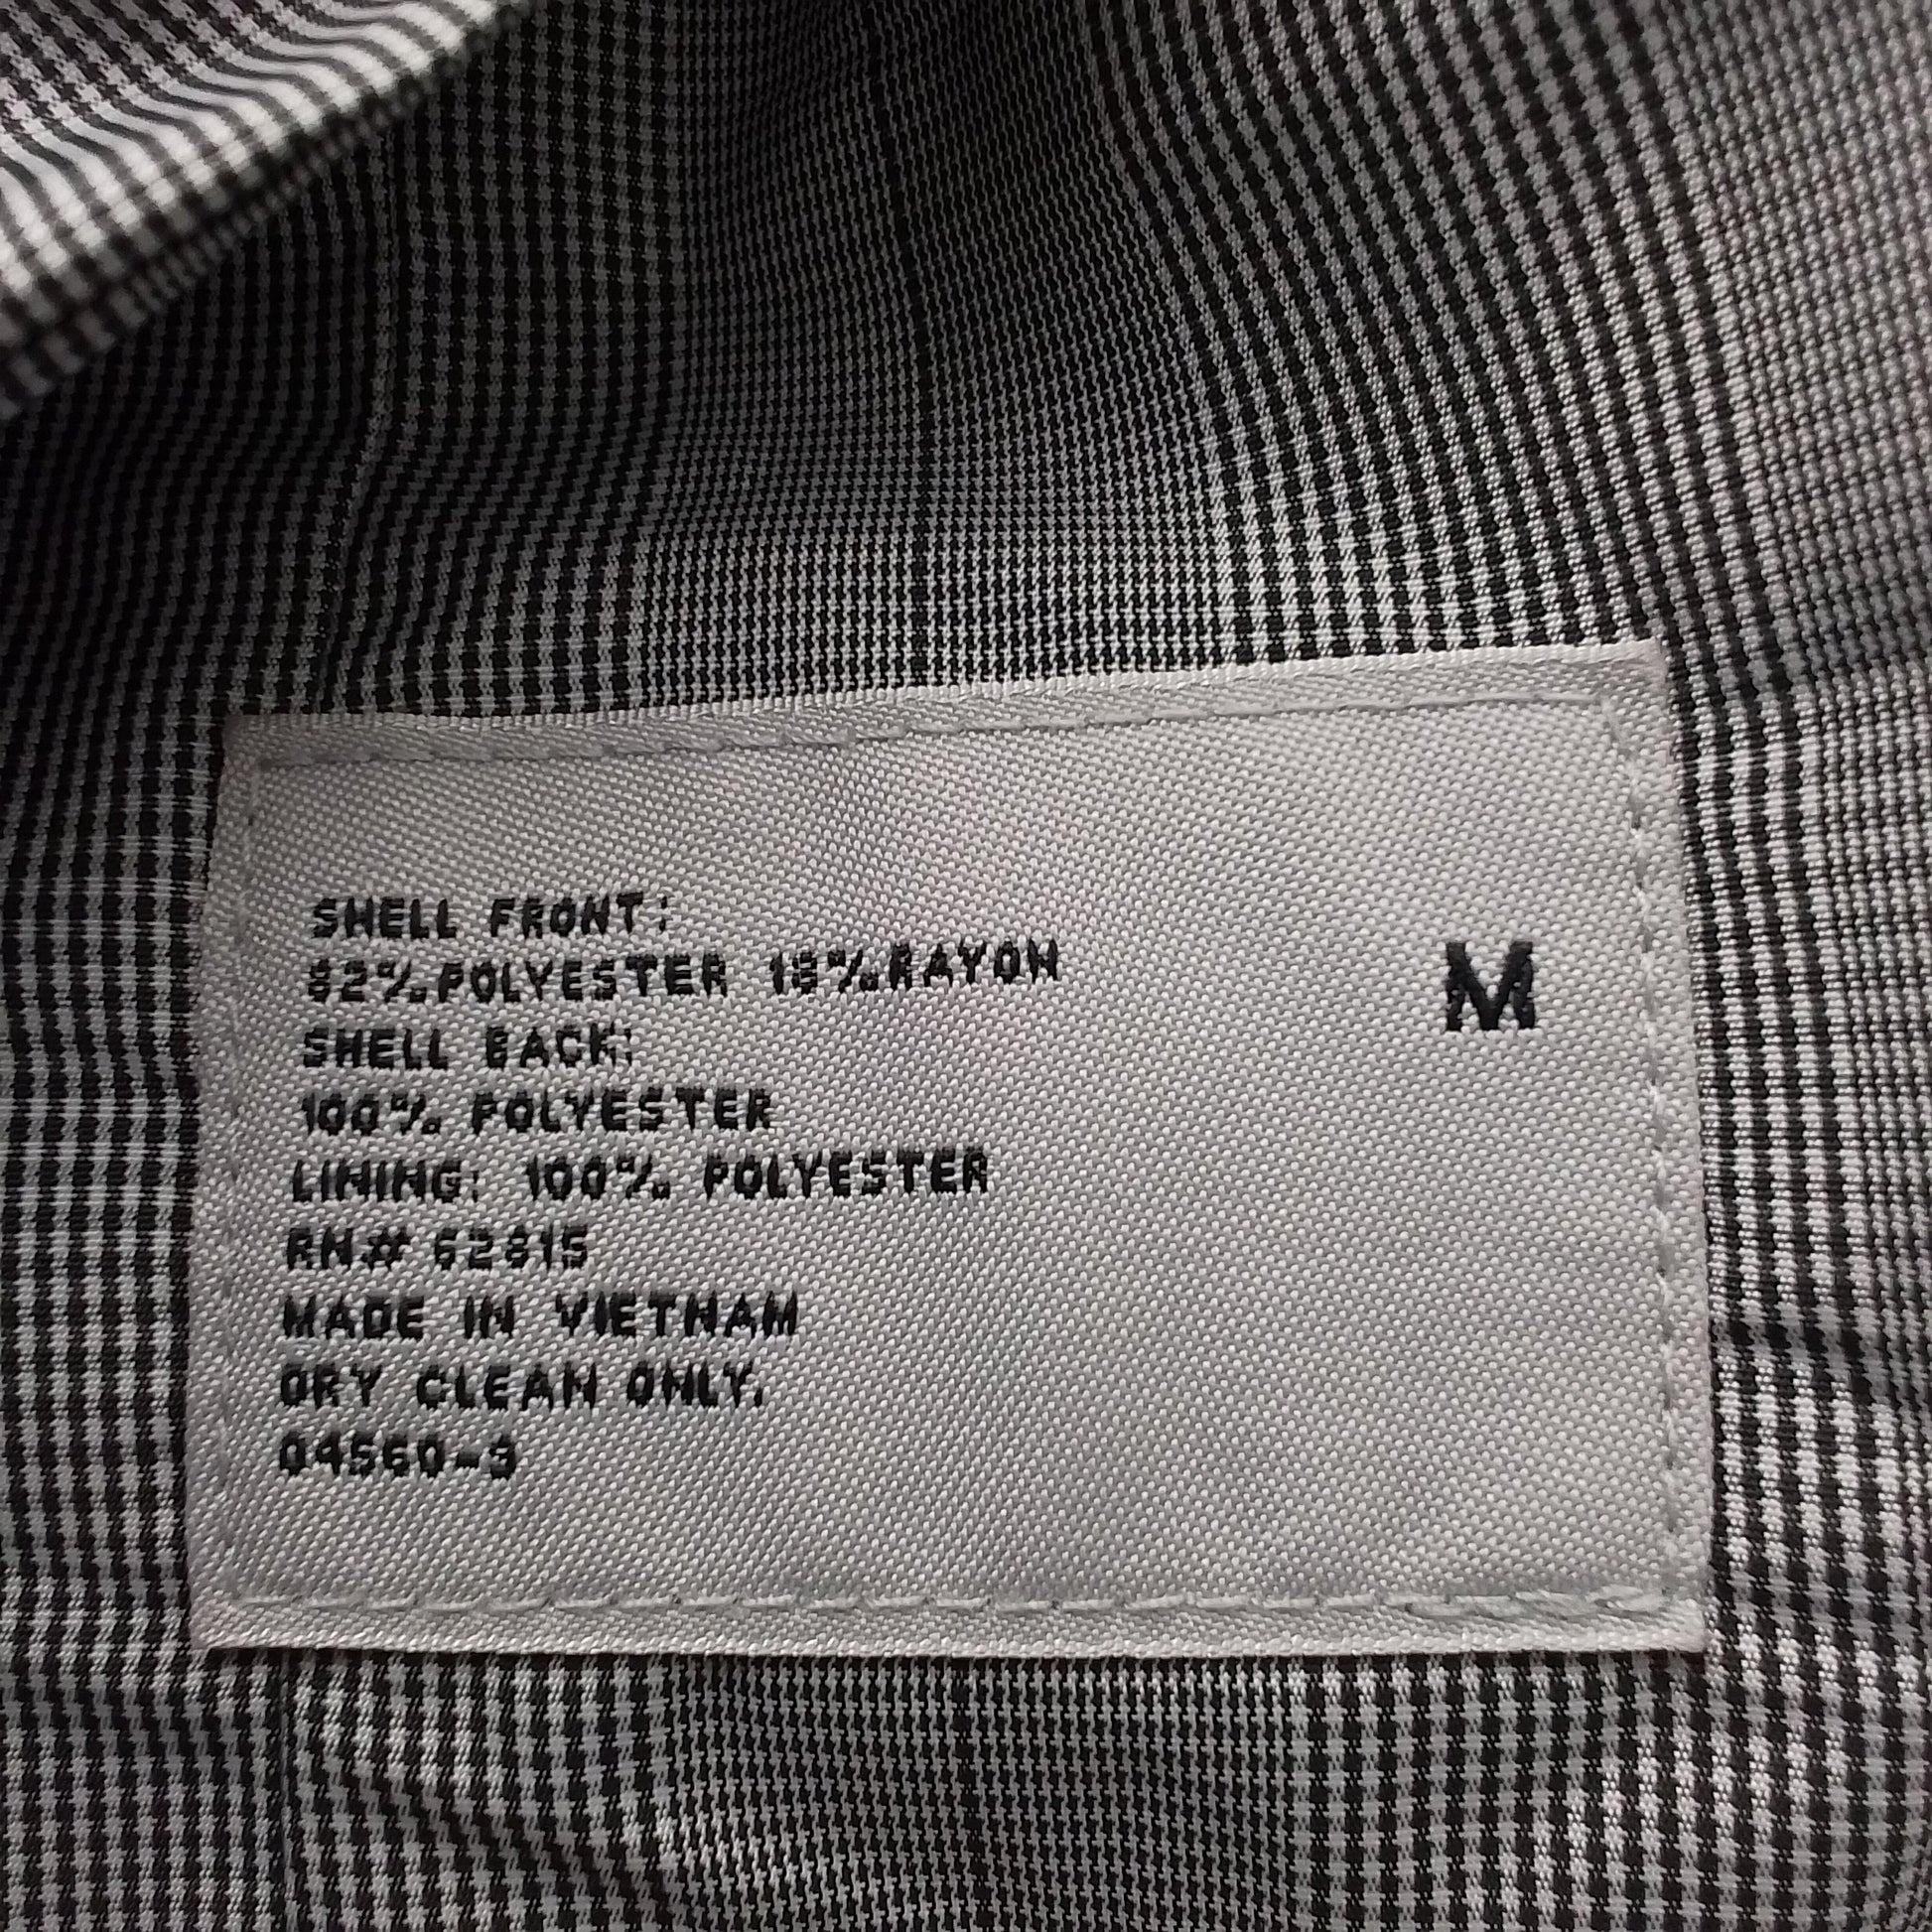 SHELL FRONT:
82%POLYESTER 18%RAYON
M
SHELL BACK:
100% POLYESTER
LINING: 100% POLYESTER
RN# 62815
MADE IN VIETNAM
DRY CLEAN ONLY.
04560-3